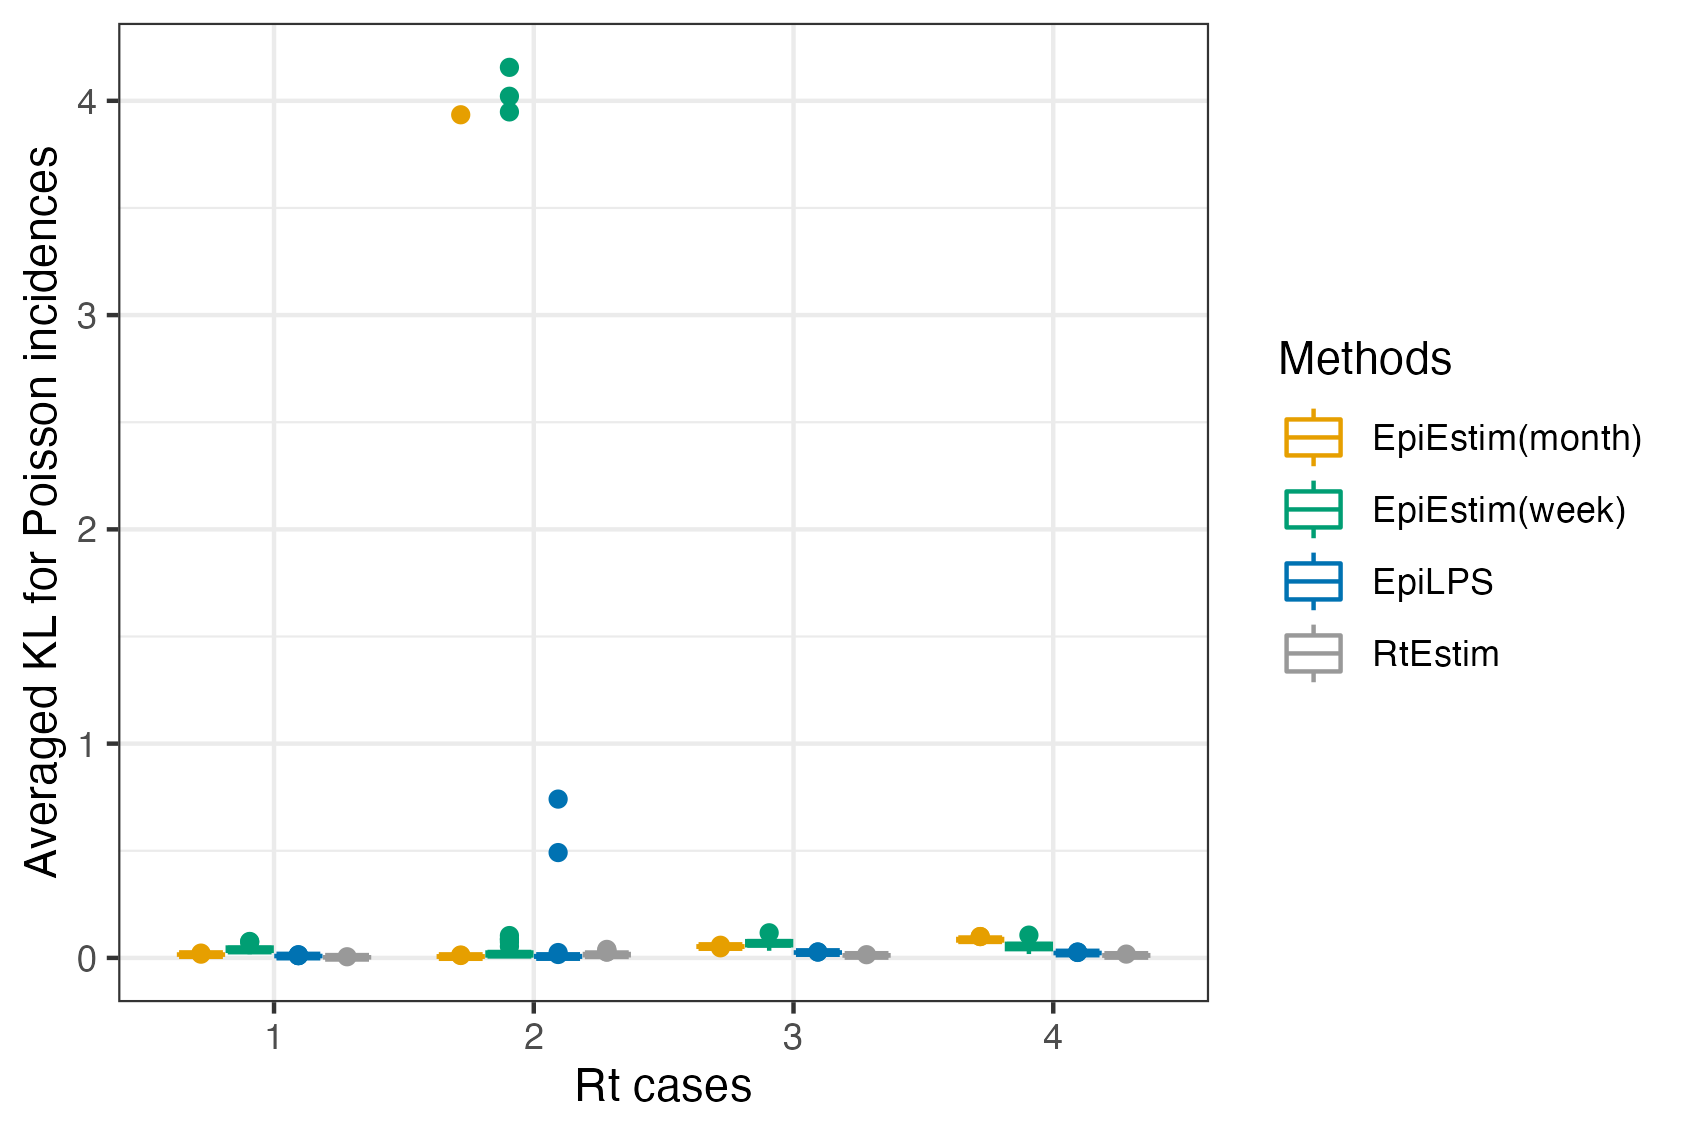 Averaged KL for Poisson incidences
4
3
2
1
0
1 2 3 4
Rt cases
Methods
EpiEstim(month)
EpiEstim(week)
EpiLPS
RtEstim